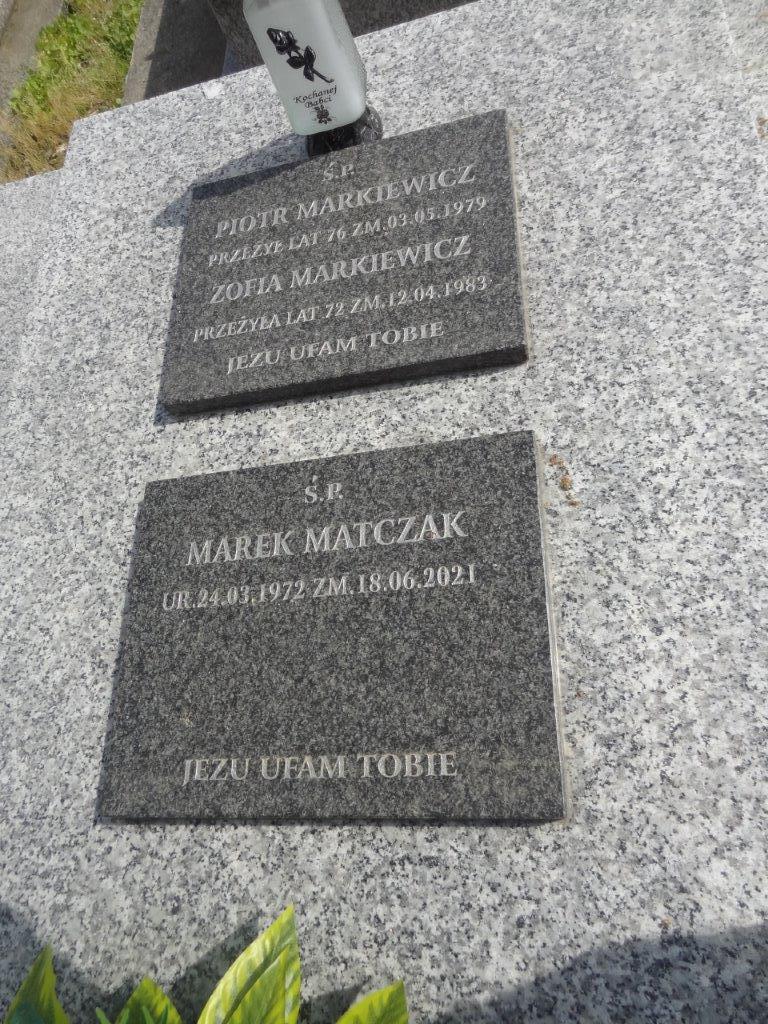 Kochanej
Babci
Ś.P.
PIOTR MARKIEWICZ
PRZEŻYŁ LAT 76 ZM.03.05.1979
ZOFIA MARKIEWICZ
PRZEŻYŁA LAT 72 ZM.12.04.1983
JEZU UFAM TOBIE
Ś.P.
MAREK MATCZAK
UR.24.03.1972 ZM.18.06.2021
JEZU UFAM TOBIE